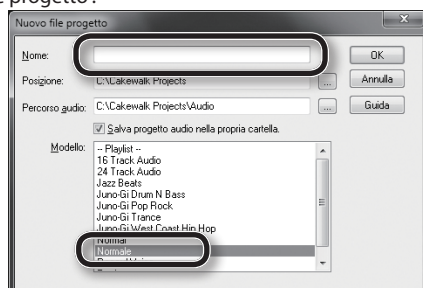 e progetto".
Nuovo file progetto
Nome:
OK
Posizione: C:\Cakewalk Projects
...
Annulla
Percorso audio: C:\Cakewalk Projects\Audio
...
Guida
Salva progetto audio nella propria cartella.
Modello:
-- Playlist --
16 Track Audio
24 Track Audio
Jazz Beats
Juno-Gi Drum N Bass
Juno-Gi Pop Rock
Juno-Gi Trance
Juno-Gi West Coast Hip Hop
Normal
Normale